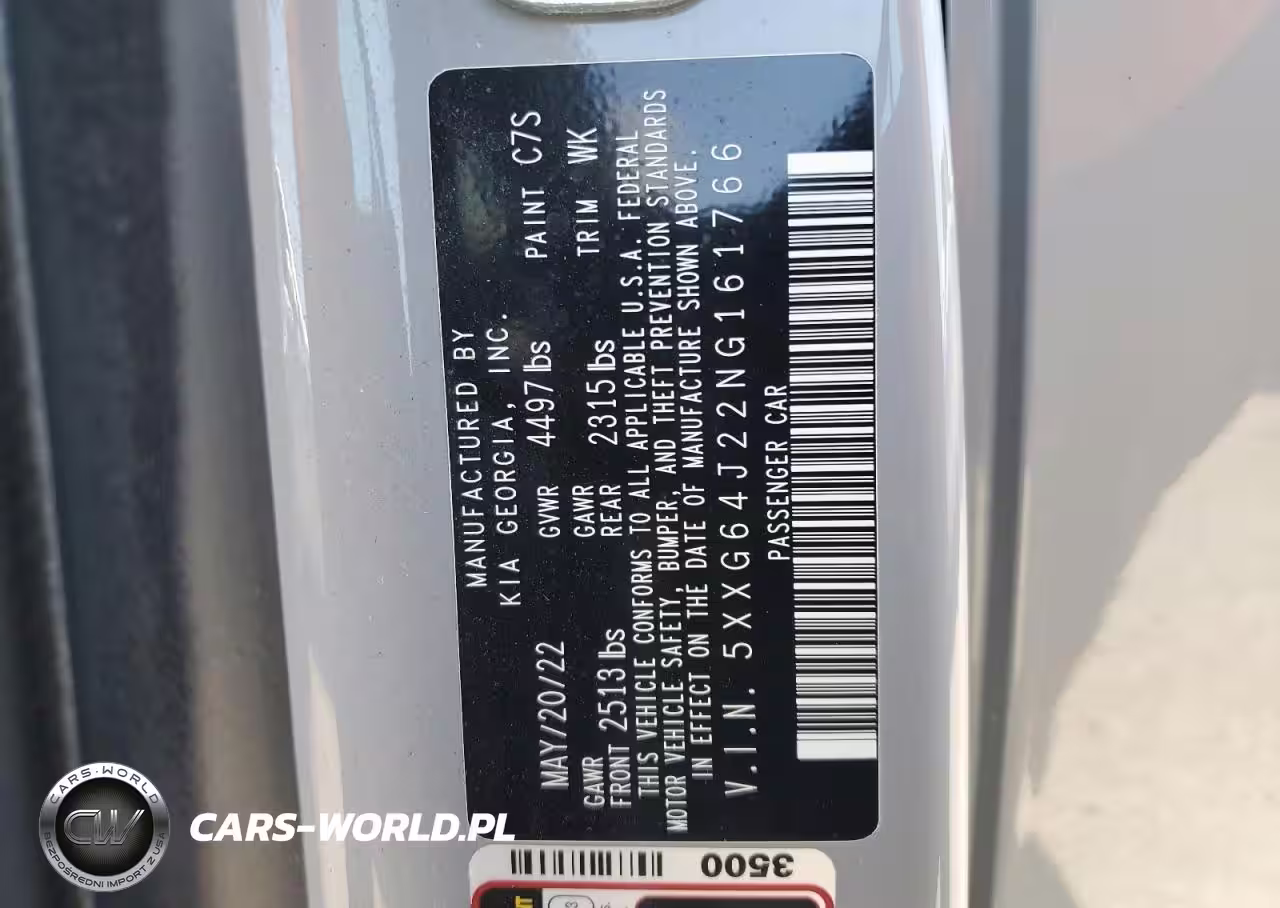 MANUFACTURED BY
KIA GEORGIA, INC.
MAY/20/22 GVWR 4497 lbs PAINT C7S
GAWR FRONT 2513 lbs GAWR REAR 2315 lbs TRIM WK
THIS VEHICLE CONFORMS TO ALL APPLICABLE U.S.A. FEDERAL
MOTOR VEHICLE SAFETY, BUMPER, AND THEFT PREVENTION STANDARDS
IN EFFECT ON THE DATE OF MANUFACTURE SHOWN ABOVE.
V.I.N. 5XXG64J22NG161766
PASSENGER CAR
3500
CARS-WORLD
CW
BEZPOŚREDNI IMPORT Z USA
CARS-WORLD.PL